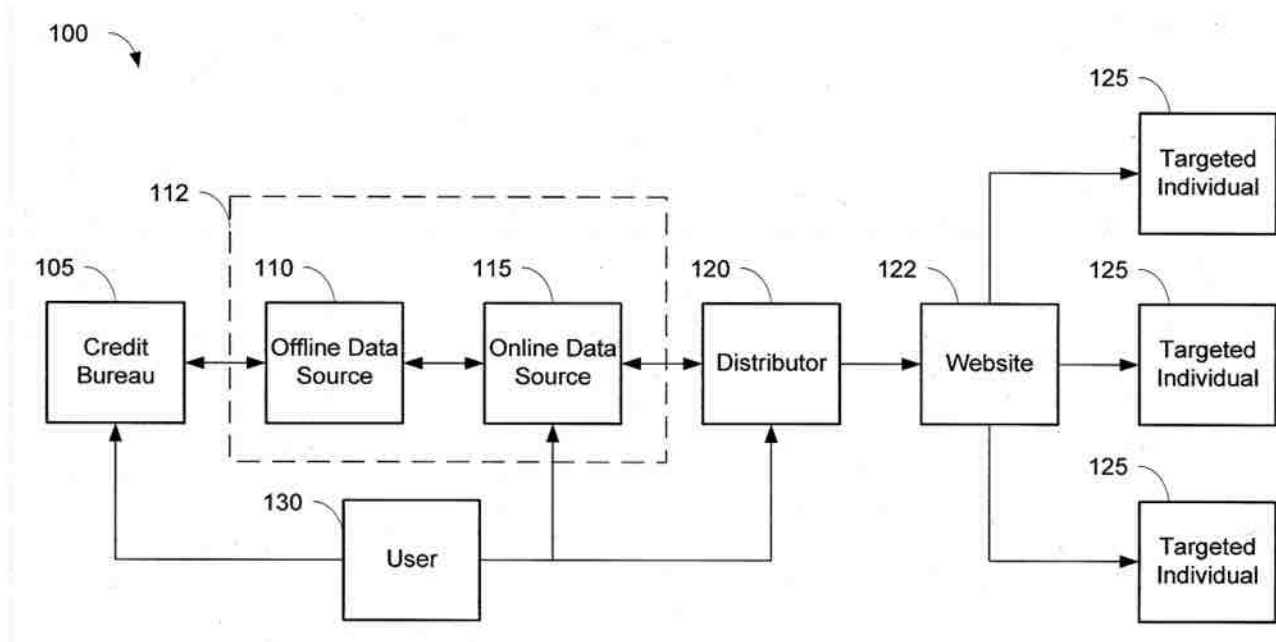 100
125
Targeted
Individual
112
105
110
115
120
122
125
Credit
Bureau
Offline Data
Source
Online Data
Source
Distributor
Website
Targeted
Individual
130
User
125
Targeted
Individual